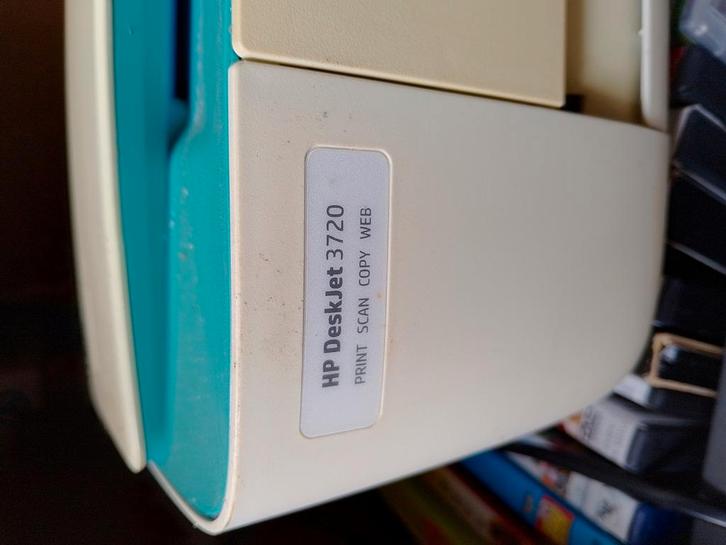 HP DeskJet 3720
PRINT SCAN COPY WEB